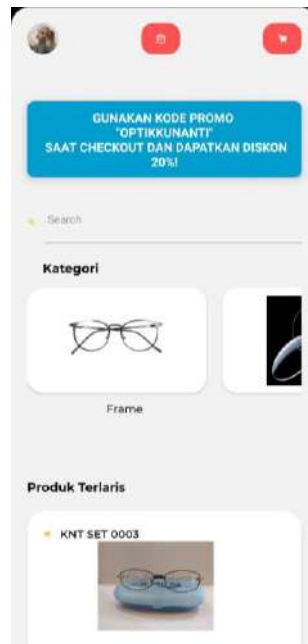 GUNAKAN KODE PROMO
"OPTIKKUNANTI"
SAAT CHECKOUT DAN DAPATKAN DISKON
20%!
Search
Kategori
Frame
Produk Terlaris
KNT SET 0003